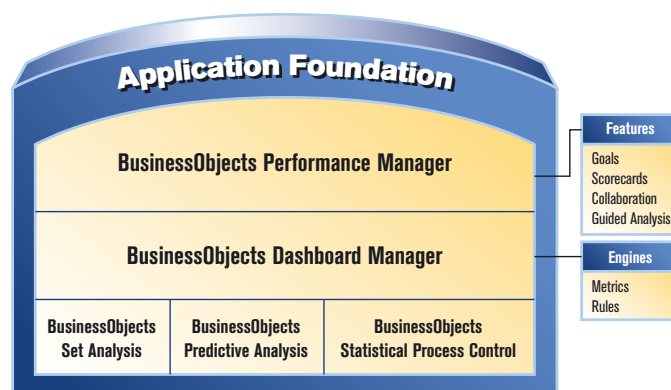 Application Foundation
BusinessObjects Performance Manager
BusinessObjects Dashboard Manager
BusinessObjects
Set Analysis
BusinessObjects
Predictive Analysis
BusinessObjects
Statistical Process Control
Features
Goals
Scorecards
Collaboration
Guided Analysis
Engines
Metrics
Rules